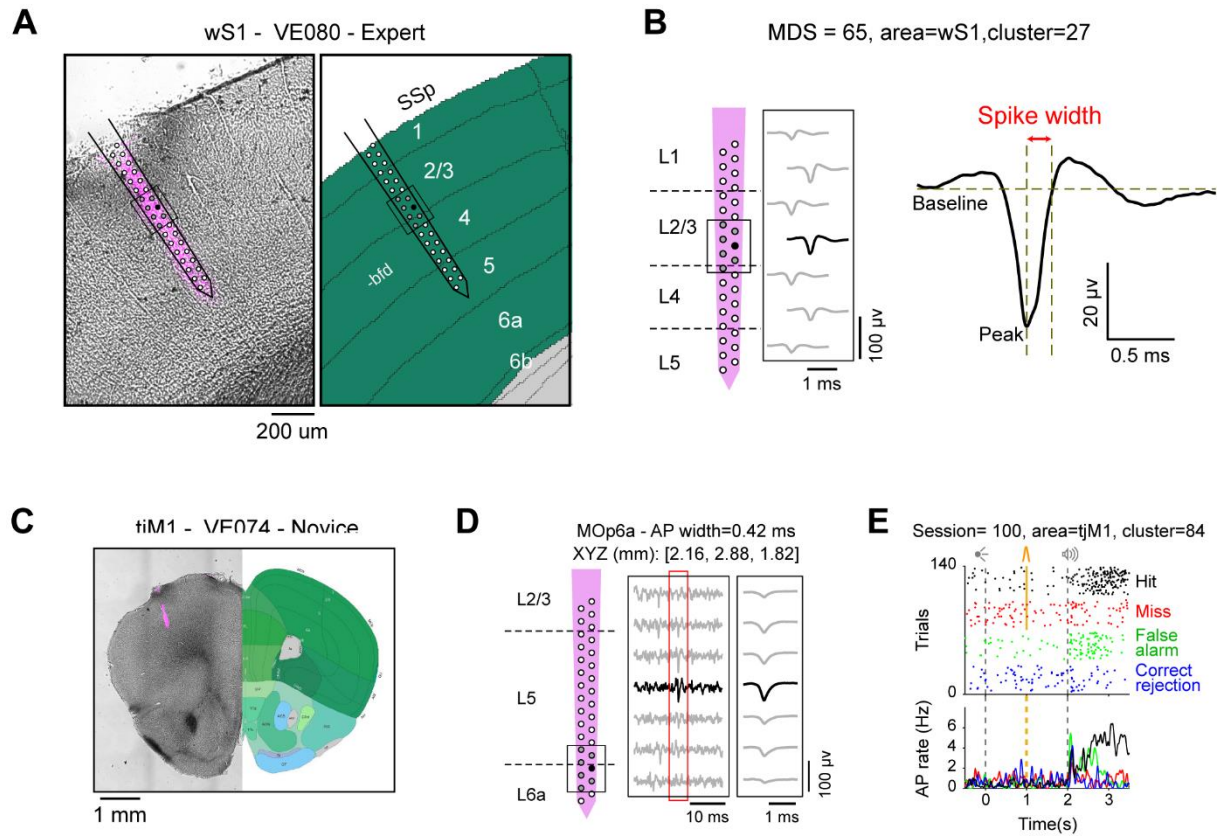 A
wS1 - VE080 - Expert
SSp
1
2/3
4
5
6a
6b
-bfd
200 um
B
MDS = 65, area=wS1,cluster=27
L1
L2/3
L4
L5
100 μv
1 ms
Spike width
Baseline
Peak
20 μv
0.5 ms
C
tjM1 - VE074 - Novice
1 mm
D
MOp6a - AP width=0.42 ms
XYZ (mm): [2.16, 2.88, 1.82]
L2/3
L5
L6a
10 ms
1 ms
100 μv
E
Session= 100, area=tjM1, cluster=84
140
0
Trials
Hit
Miss
False
alarm
Correct
rejection
AP rate (Hz)
6
4
2
0
0 1 2 3
Time(s)